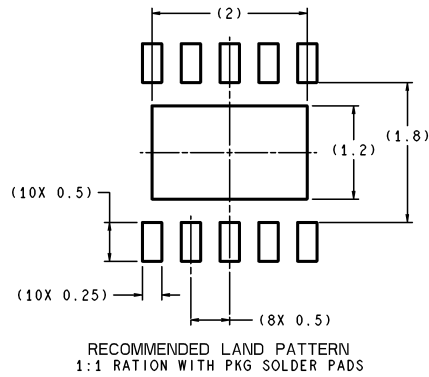 (2)
(1.8)
(1.2)
(10X 0.5)
(10X 0.25)
(8X 0.5)
RECOMMENDED LAND PATTERN
1:1 RATION WITH PKG SOLDER PADS